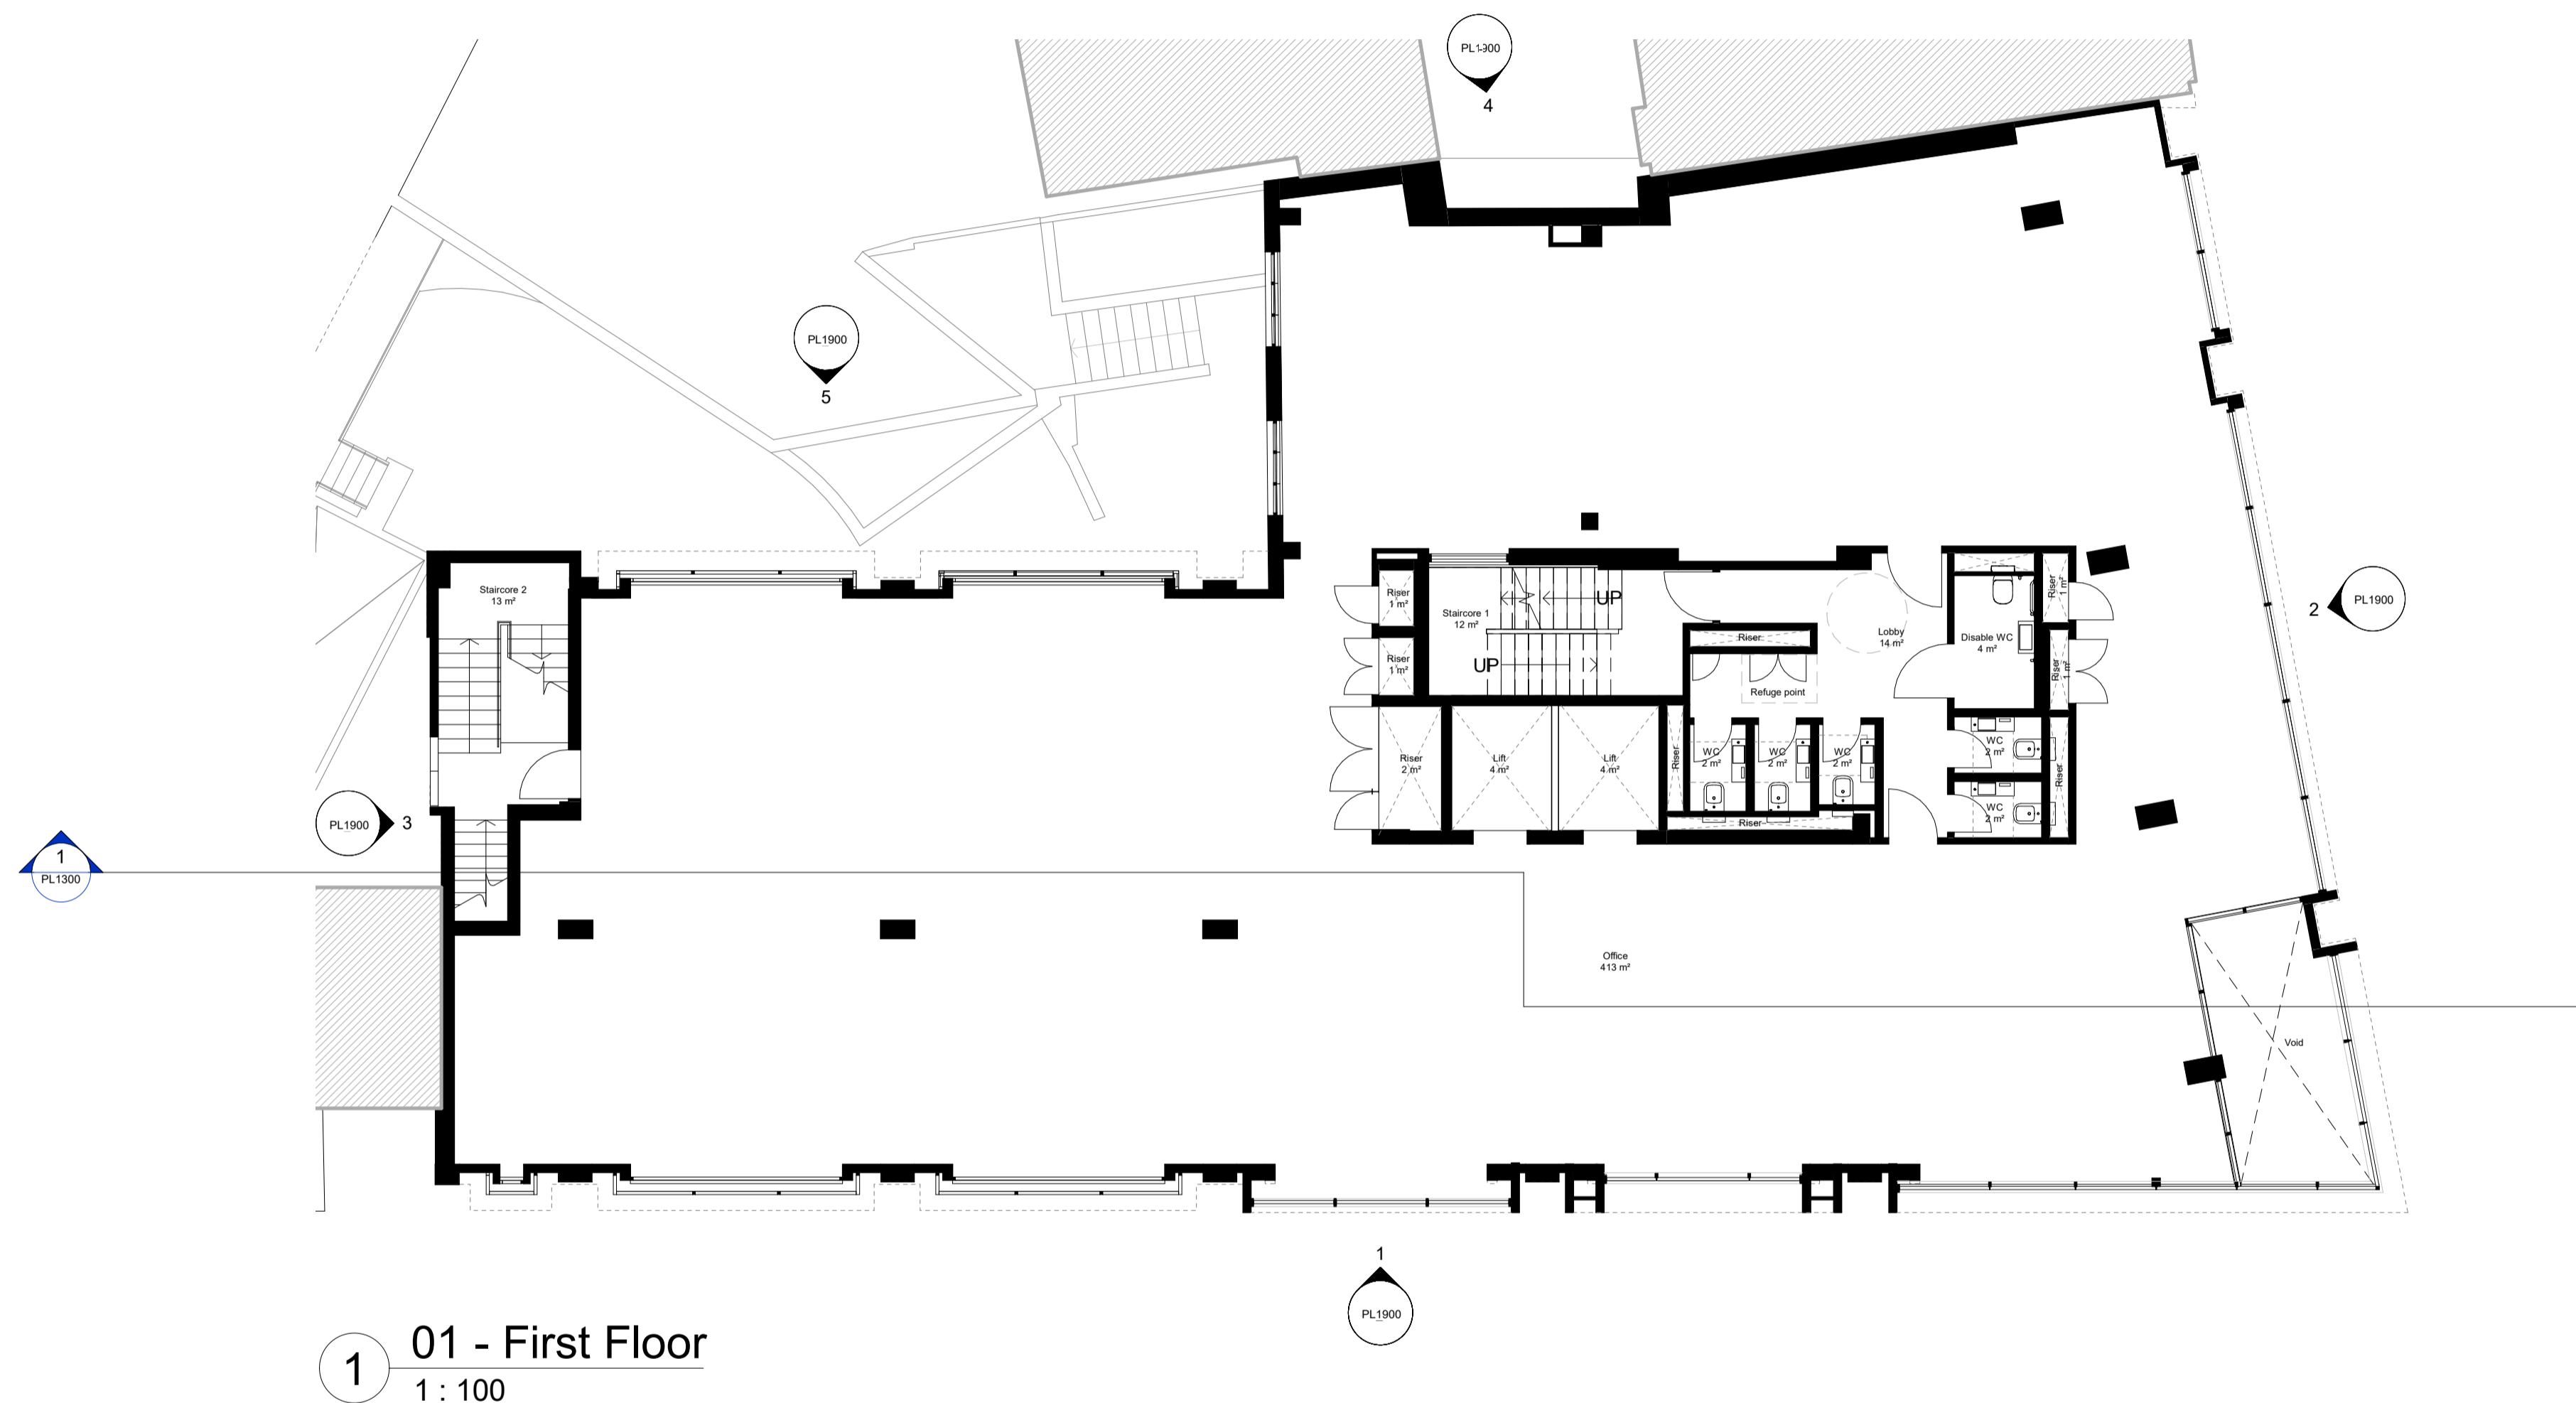 PL1900
4
PL1900
5
Staircore 2
13 m²
Riser
1 m²
Riser
1 m²
Staircore 1
12 m²
UP
UP
Riser
Refuge point
Lobby
14 m²
Disable WC
4 m²
Riser
1 m²
Riser
1 m²
2
PL1900
Riser
2 m²
Lift
4 m²
Lift
4 m²
Riser
WC
2 m²
WC
2 m²
WC
2 m²
WC
2 m²
WC
2 m²
Riser
Riser
PL1900
3
1
PL1300
Office
413 m²
Void
1
PL1900
1
01 - First Floor
1 : 100